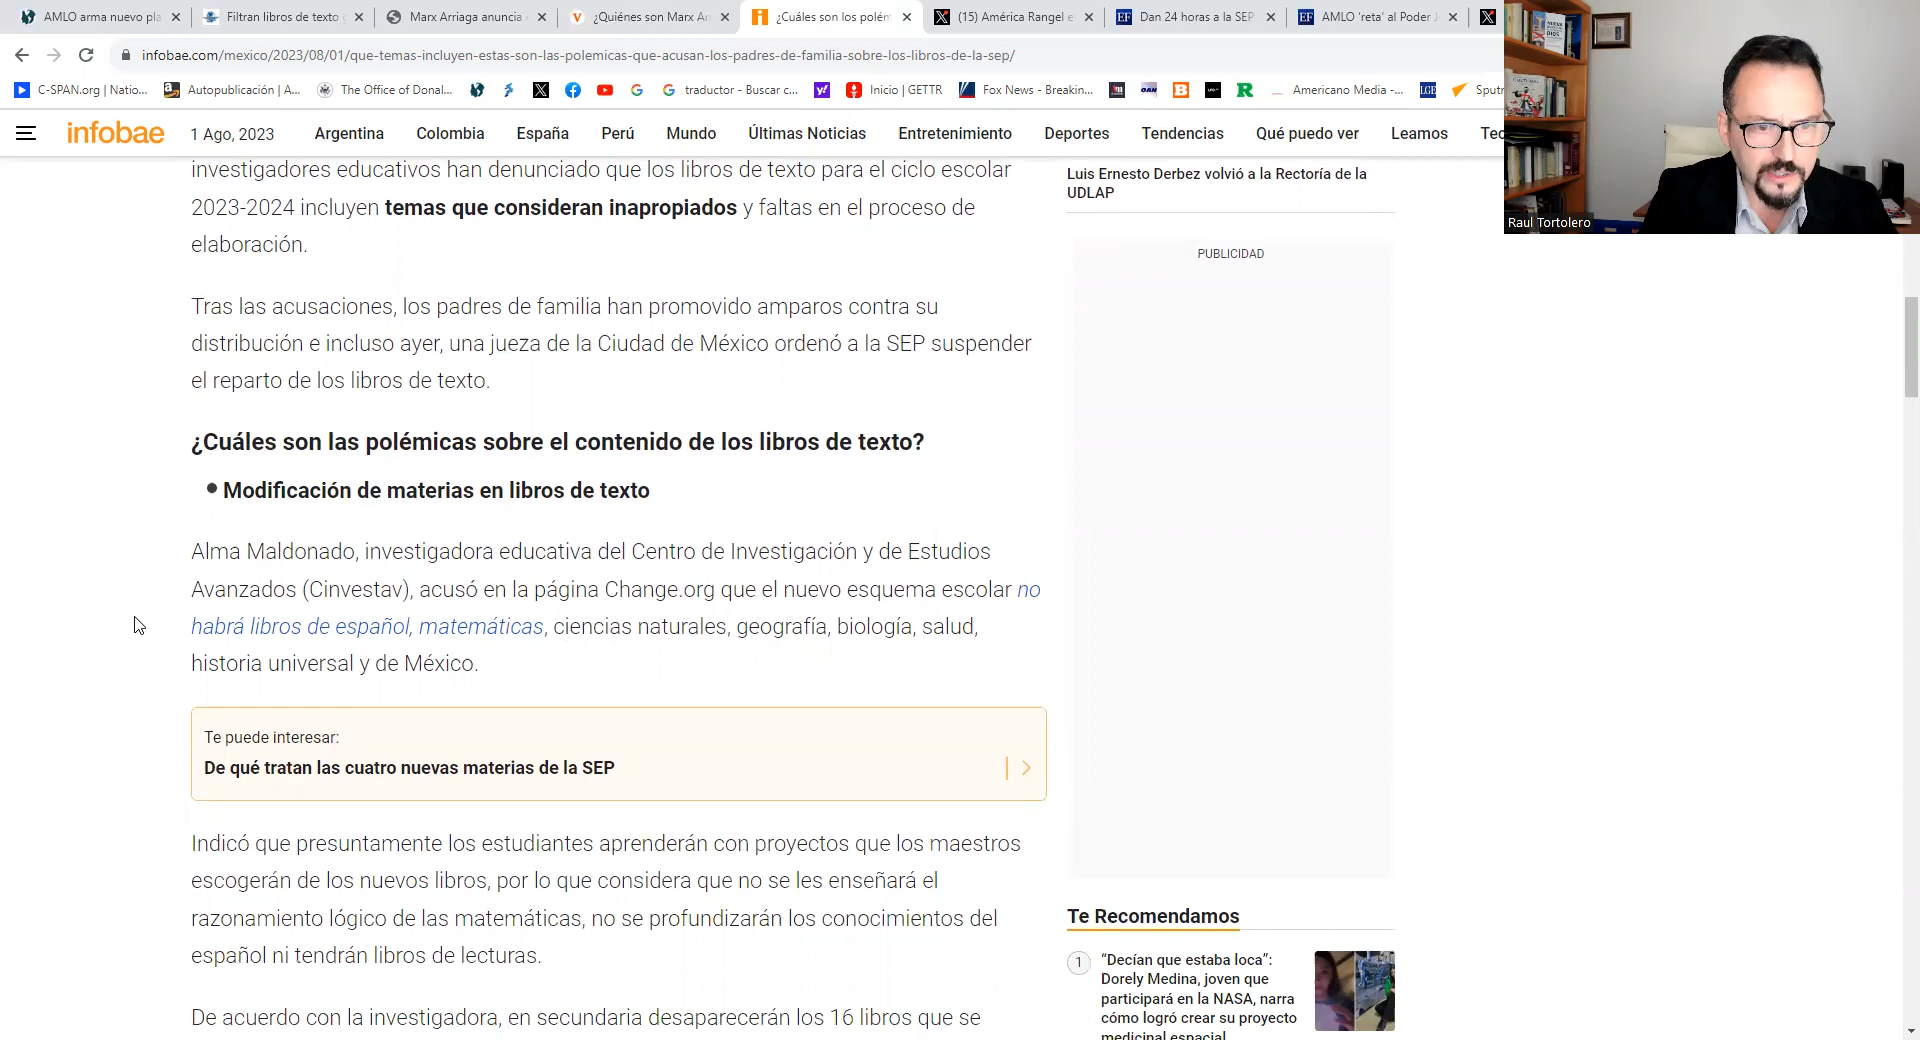 AMLO arma nuevo pla
Filtran libros de texto
Marx Arriaga anuncia
¿Quiénes son Marx Ar
¿Cuáles son los polém
(15) América Rangel e
Dan 24 horas a la SEP
AMLO ‘reta’ al Poder J
infobae.com/mexico/2023/08/01/que-temas-incluyen-estas-son-las-polemicas-que-acusan-los-padres-de-familia-sobre-los-libros-de-la-sep/
C-SPAN.org | Natio...
Autopublicación | A...
The Office of Donal...
traductor - Buscar c...
Inicio | GETTR
Fox News - Breakin...
OAN
Americano Media -...
LGE
Sputn
infobae
1 Ago, 2023
Argentina
Colombia
España
Perú
Mundo
Últimas Noticias
Entretenimiento
Deportes
Tendencias
Qué puedo ver
Leamos
Tec
Raul Tortolero
investigadores educativos han denunciado que los libros de texto para el ciclo escolar
2023-2024 incluyen temas que consideran inapropiados y faltas en el proceso de
elaboración.
Tras las acusaciones, los padres de familia han promovido amparos contra su
distribución e incluso ayer, una jueza de la Ciudad de México ordenó a la SEP suspender
el reparto de los libros de texto.
¿Cuáles son las polémicas sobre el contenido de los libros de texto?
• Modificación de materias en libros de texto
Alma Maldonado, investigadora educativa del Centro de Investigación y de Estudios
Avanzados (Cinvestav), acusó en la página Change.org que el nuevo esquema escolar no
habrá libros de español, matemáticas, ciencias naturales, geografía, biología, salud,
historia universal y de México.
Te puede interesar:
De qué tratan las cuatro nuevas materias de la SEP
Indicó que presuntamente los estudiantes aprenderán con proyectos que los maestros
escogerán de los nuevos libros, por lo que considera que no se les enseñará el
razonamiento lógico de las matemáticas, no se profundizarán los conocimientos del
español ni tendrán libros de lecturas.
De acuerdo con la investigadora, en secundaria desaparecerán los 16 libros que se
Luis Ernesto Derbez volvió a la Rectoría de la
UDLAP
PUBLICIDAD
Te Recomendamos
1
“Decían que estaba loca”:
Dorely Medina, joven que
participará en la NASA, narra
cómo logró crear su proyecto
medicinal espacial